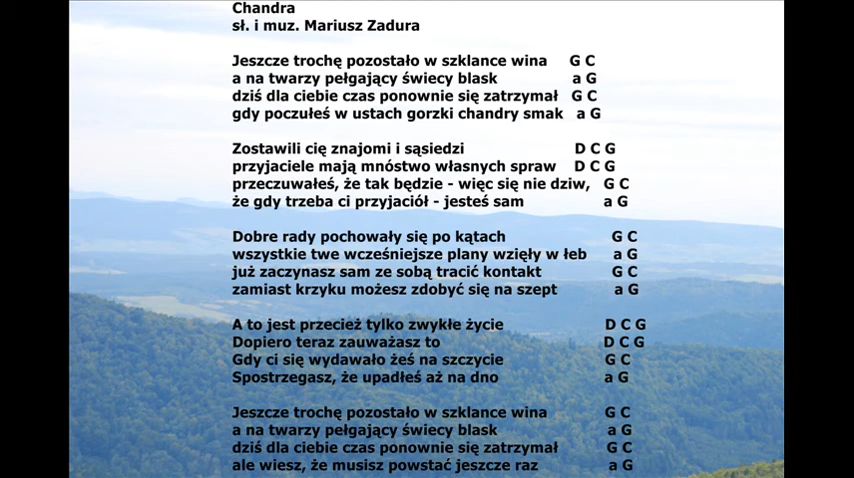 Chandra
sł. i muz. Mariusz Zadura
Jeszcze trochę pozostało w szklance wina G C
a na twarzy pełgający świecy blask a G
dziś dla ciebie czas ponownie się zatrzymał G C
gdy poczułeś w ustach gorzki chandry smak a G
Zostawili cię znajomi i sąsiedzi D C G
przyjaciele mają mnóstwo własnych spraw D C G
przeczuwałeś, że tak będzie - więc się nie dziw, G C
że gdy trzeba ci przyjaciół - jesteś sam a G
Dobre rady pochowały się po kątach G C
wszystkie twe wcześniejsze plany wzięły w łeb a G
już zaczynasz sam ze sobą tracić kontakt G C
zamiast krzyku możesz zdobyć się na szept a G
A to jest przecież tylko zwykłe życie D C G
Dopiero teraz zauważasz to D C G
Gdy ci się wydawało żeś na szczycie G C
Spostrzegasz, że upadłeś aż na dno a G
Jeszcze trochę pozostało w szklance wina G C
a na twarzy pełgający świecy blask a G
dziś dla ciebie czas ponownie się zatrzymał G C
ale wiesz, że musisz powstać jeszcze raz a G